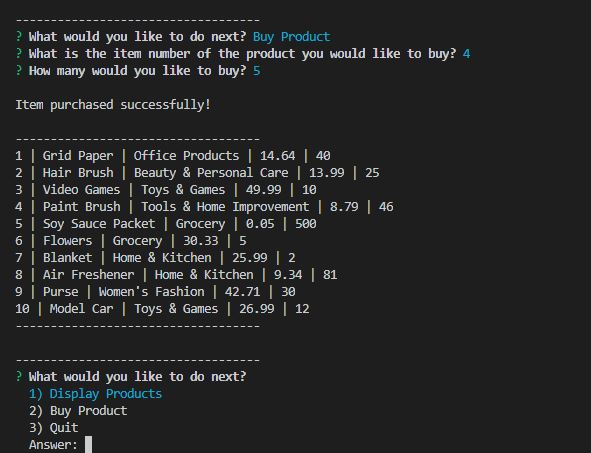 -----------------------------------
? What would you like to do next? Buy Product
? What is the item number of the product you would like to buy? 4
? How many would you like to buy? 5
Item purchased successfully!
-----------------------------------
1 | Grid Paper | Office Products | 14.64 | 40
2 | Hair Brush | Beauty & Personal Care | 13.99 | 25
3 | Video Games | Toys & Games | 49.99 | 10
4 | Paint Brush | Tools & Home Improvement | 8.79 | 46
5 | Soy Sauce Packet | Grocery | 0.05 | 500
6 | Flowers | Grocery | 30.33 | 5
7 | Blanket | Home & Kitchen | 25.99 | 2
8 | Air Freshener | Home & Kitchen | 9.34 | 81
9 | Purse | Women's Fashion | 42.71 | 30
10 | Model Car | Toys & Games | 26.99 | 12
-----------------------------------
-----------------------------------
? What would you like to do next?
1) Display Products
2) Buy Product
3) Quit
Answer: